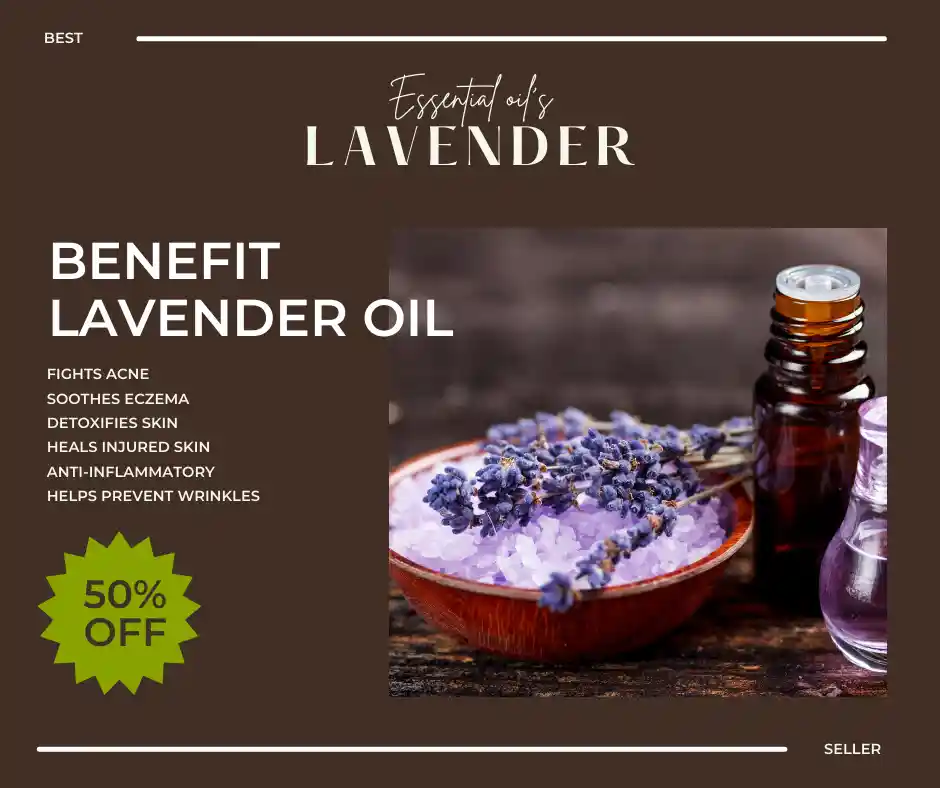 BEST
Essential oil's
LAVENDER
BENEFIT
LAVENDER OIL
FIGHTS ACNE
SOOTHES ECZEMA
DETOXIFIES SKIN
HEALS INJURED SKIN
ANTI-INFLAMMATORY
HELPS PREVENT WRINKLES
50%
OFF
SELLER